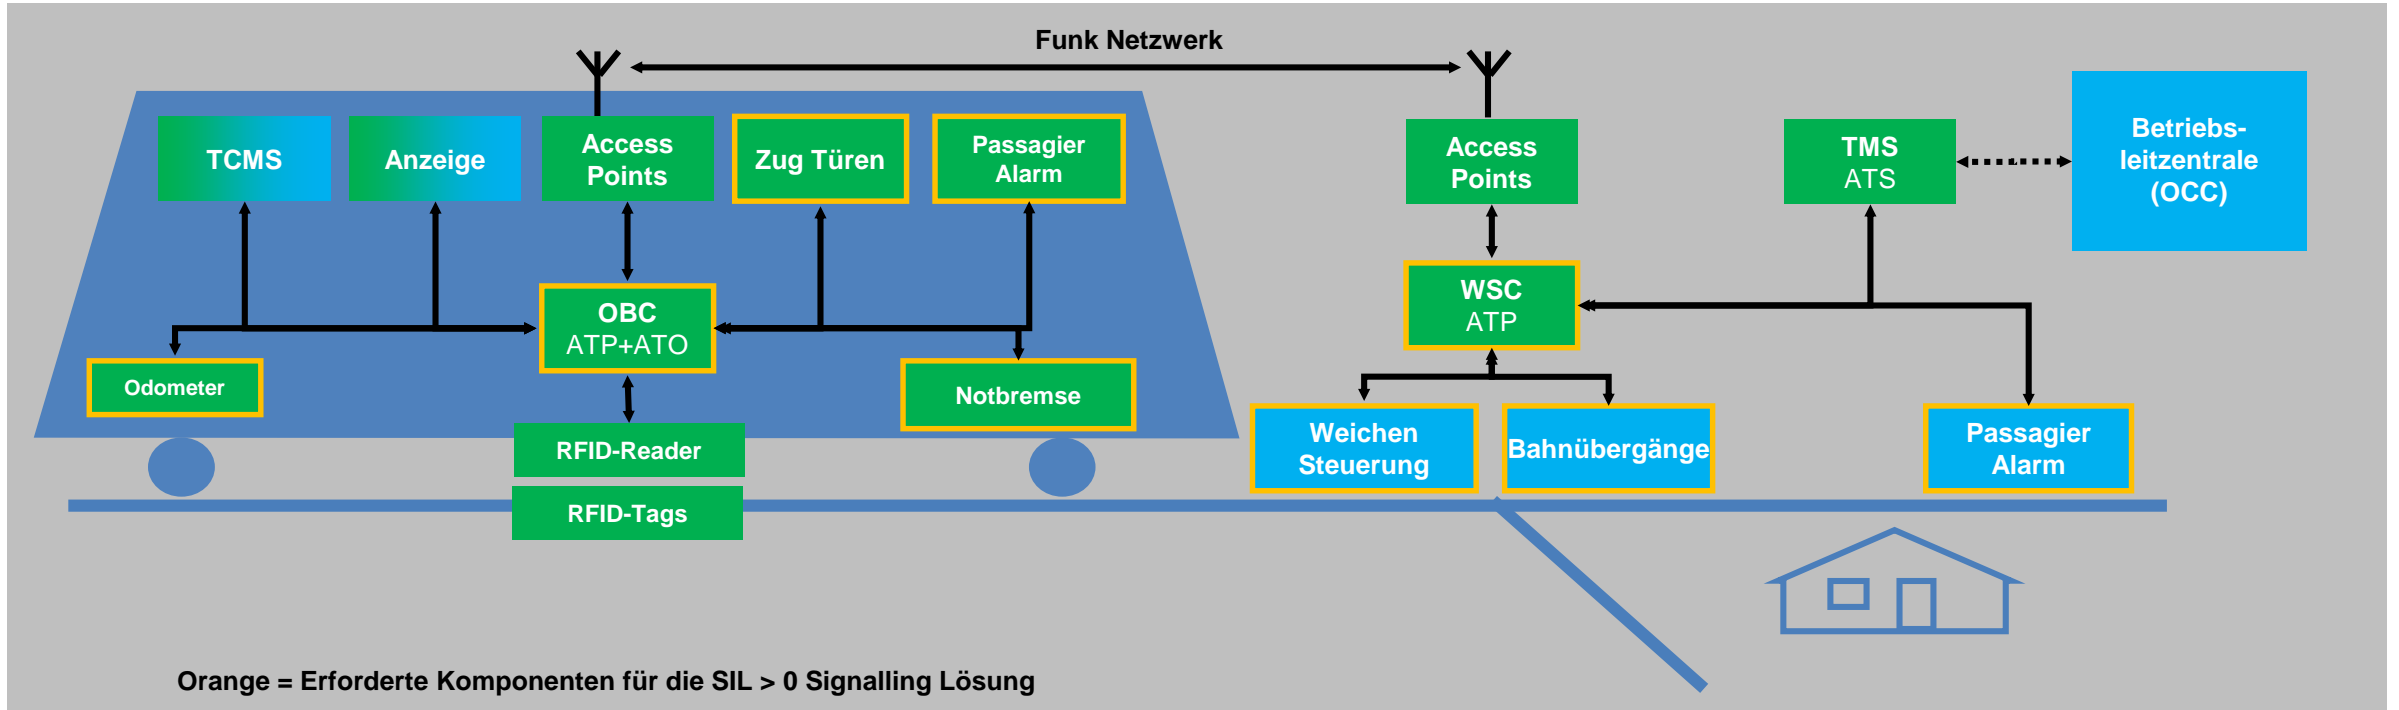 Funk Netzwerk
TCMS
Anzeige
Access
Points
Zug Türen
Passagier
Alarm
Access
Points
TMS
ATS
Betriebs-
leitzentrale
(OCC)
OBC
ATP+ATO
WSC
ATP
Odometer
Notbremse
RFID-Reader
RFID-Tags
Weichen
Steuerung
Bahnübergänge
Passagier
Alarm
Orange = Erforderte Komponenten für die SIL > 0 Signalling Lösung